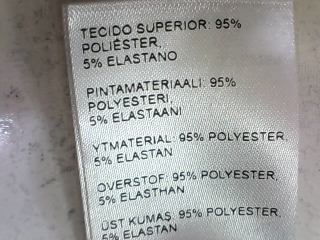 TECIDO SUPERIOR: 95%
POLIÉSTER,
5% ELASTANO
PINTAMATERIAALI: 95%
POLYESTERI,
5% ELASTAANI
YTMATERIAL: 95% POLYESTER,
5% ELASTAN
OVERSTOF: 95% POLYESTER,
5% ELASTHAN
ÜST KUMAŞ: 95% POLYESTER,
5% ELASTAN